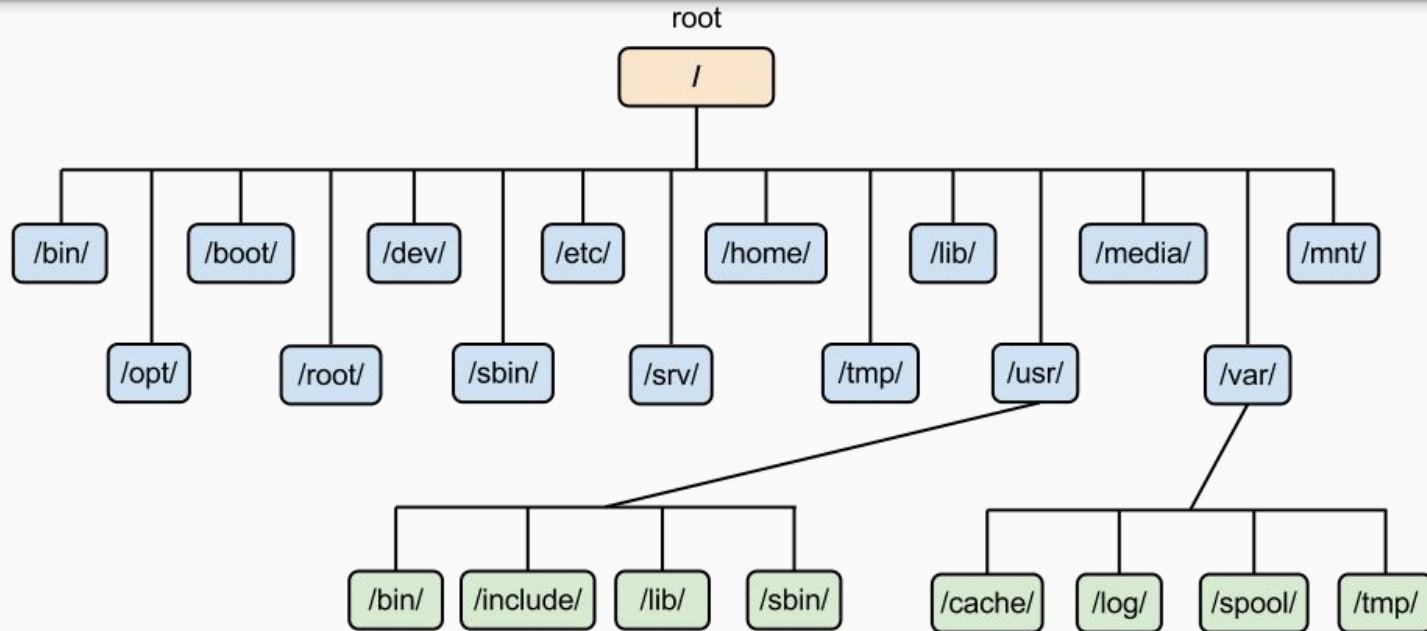 root
/
/bin/ /boot/ /dev/ /etc/ /home/ /lib/ /media/ /mnt/
/opt/ /root/ /sbin/ /srv/ /tmp/ /usr/ /var/
/bin/ /include/ /lib/ /sbin/ /cache/ /log/ /spool/ /tmp/